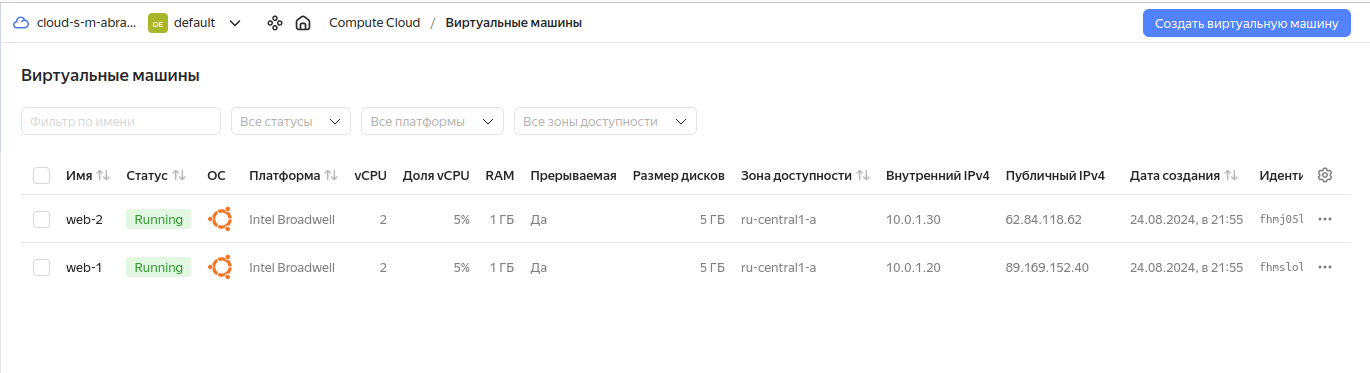 cloud-s-m-abra... DE default Compute Cloud / Виртуальные машины Создать виртуальную машину
Виртуальные машины
Фильтр по имени Все статусы Все платформы Все зоны доступности
Имя Статус ОС Платформа vCPU Доля vCPU RAM Прерываемая Размер дисков Зона доступности Внутренний IPv4 Публичный IPv4 Дата создания Иденти
web-2 Running Intel Broadwell 2 5% 1 ГБ Да 5 ГБ ru-central1-a 10.0.1.30 62.84.118.62 24.08.2024, в 21:55 fhmj05l
web-1 Running Intel Broadwell 2 5% 1 ГБ Да 5 ГБ ru-central1-a 10.0.1.20 89.169.152.40 24.08.2024, в 21:55 fhmslol